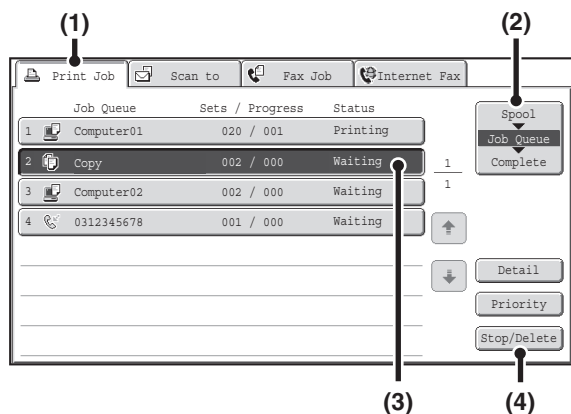 (1) (2)
Print Job Scan to Fax Job Internet Fax
Job Queue Sets / Progress Status
Spool
Job Queue
Complete
1 Computer01 020 / 001 Printing
2 Copy 002 / 000 Waiting
3 Computer02 002 / 000 Waiting
4 0312345678 001 / 000 Waiting
1
1
Detail
Priority
Stop/Delete
(3) (4)